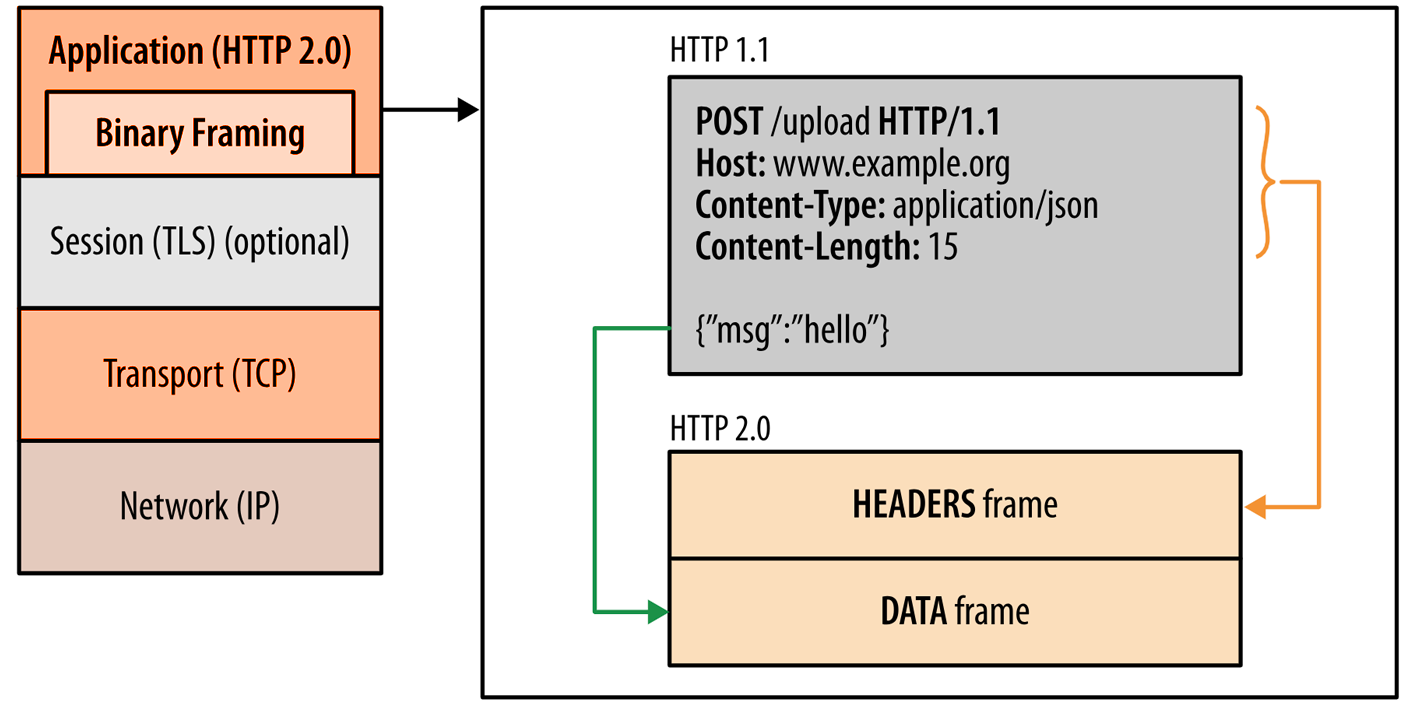 Application (HTTP 2.0)
Binary Framing
Session (TLS) (optional)
Transport (TCP)
Network (IP)
HTTP 1.1
POST /upload HTTP/1.1
Host: www.example.org
Content-Type: application/json
Content-Length: 15
{”msg”:”hello”}
HTTP 2.0
HEADERS frame
DATA frame